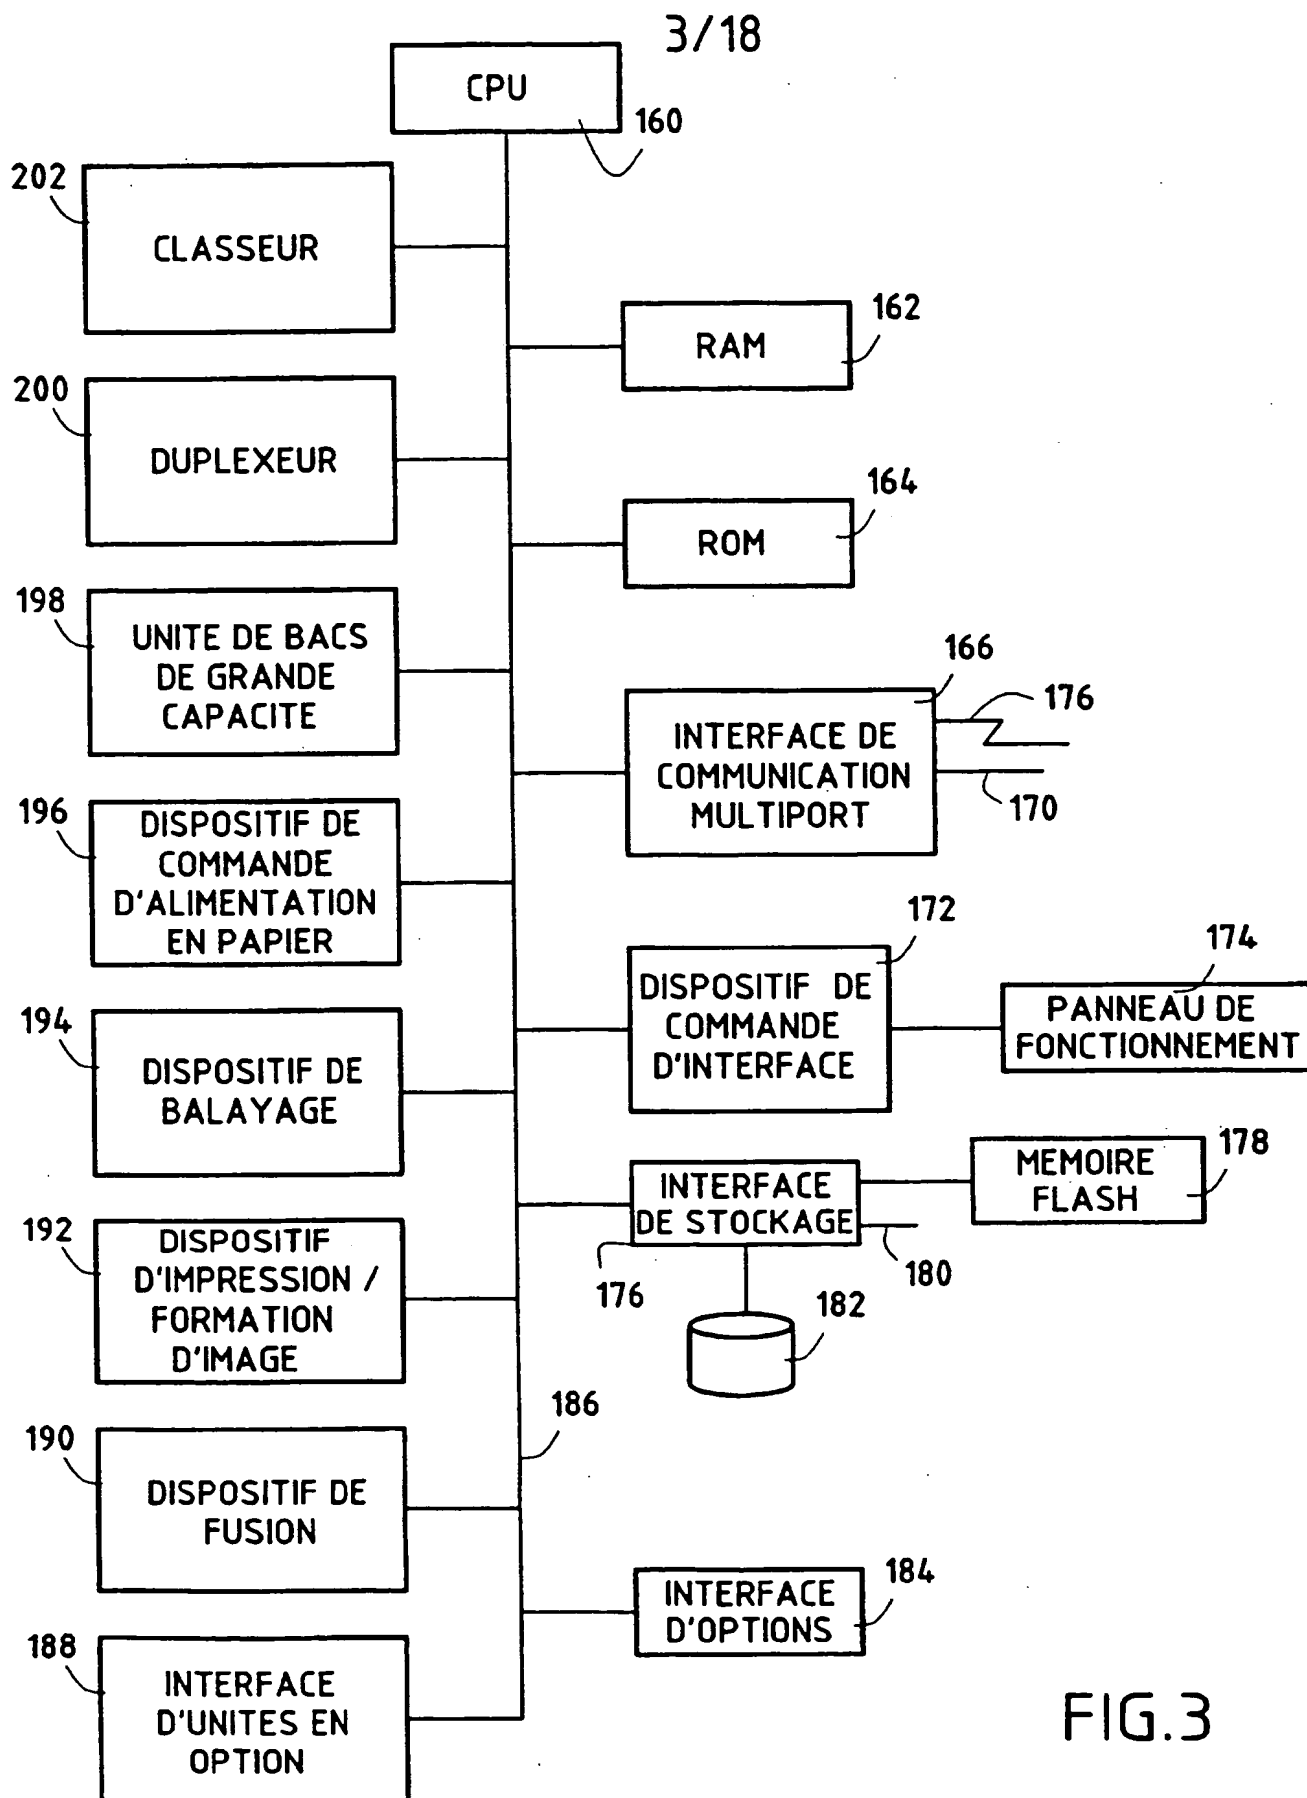 3/18
CPU
160
202
CLASSEUR
162
RAM
200
DUPLEXEUR
164
ROM
198
UNITE DE BACS
DE GRANDE
CAPACITE
166
176
INTERFACE DE
COMMUNICATION
MULTIPORT
170
196
DISPOSITIF DE
COMMANDE
D'ALIMENTATION
EN PAPIER
172
DISPOSITIF DE
COMMANDE
D'INTERFACE
174
PANNEAU DE
FONCTIONNEMENT
194
DISPOSITIF DE
BALAYAGE
INTERFACE
DE STOCKAGE
176
MEMOIRE
FLASH
178
180
182
192
DISPOSITIF
D'IMPRESSION /
FORMATION
D'IMAGE
186
190
DISPOSITIF DE
FUSION
184
INTERFACE
D'OPTIONS
188
INTERFACE
D'UNITES EN
OPTION
FIG.3